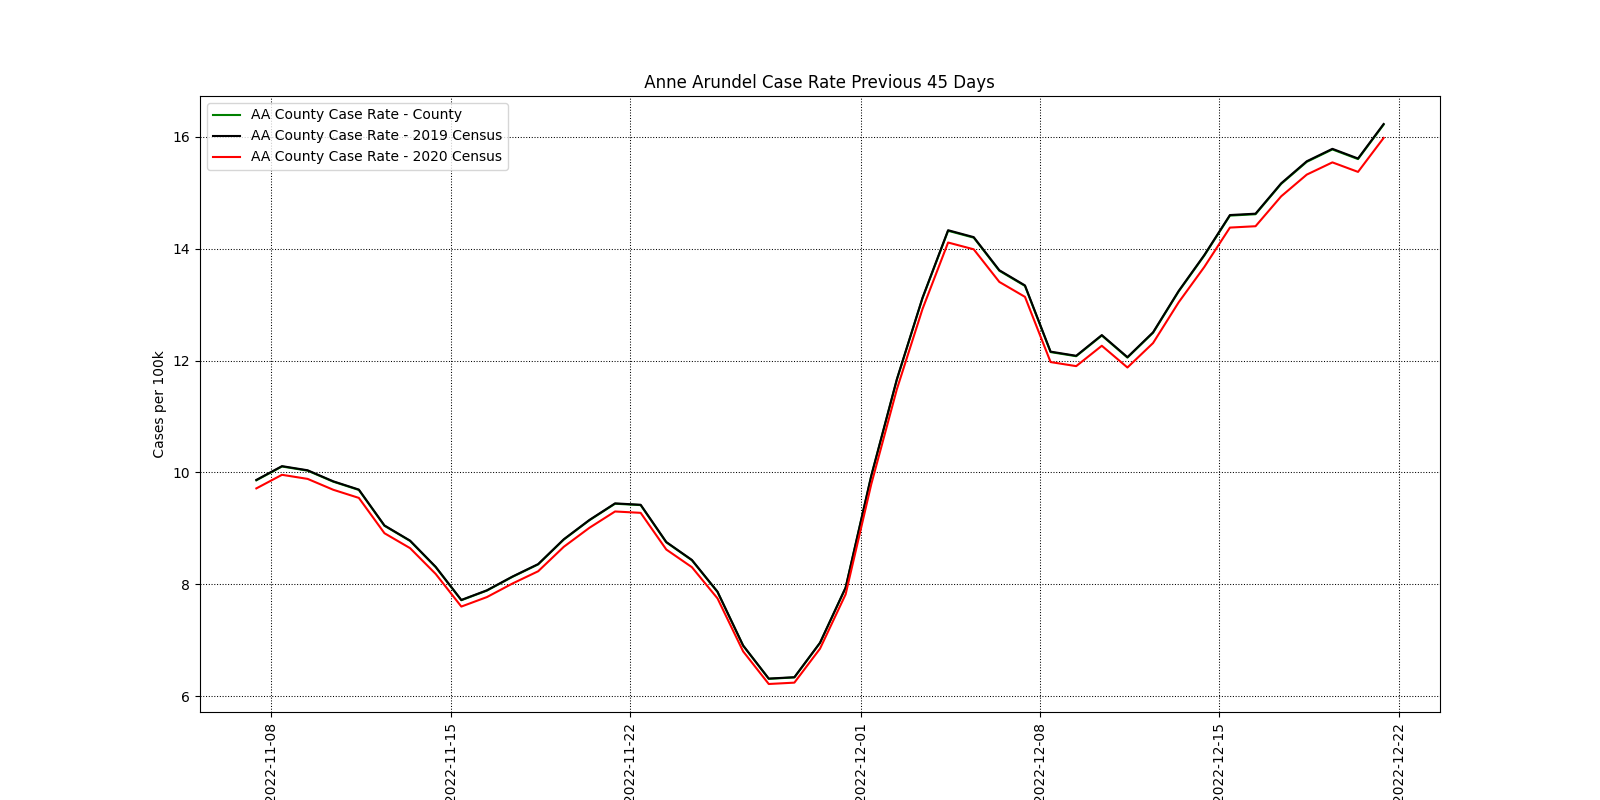 Anne Arundel Case Rate Previous 45 Days
AA County Case Rate - County
AA County Case Rate - 2019 Census
AA County Case Rate - 2020 Census
Cases per 100k
16
14
12
10
8
6
2022-11-08
2022-11-15
2022-11-22
2022-12-01
2022-12-08
2022-12-15
2022-12-22